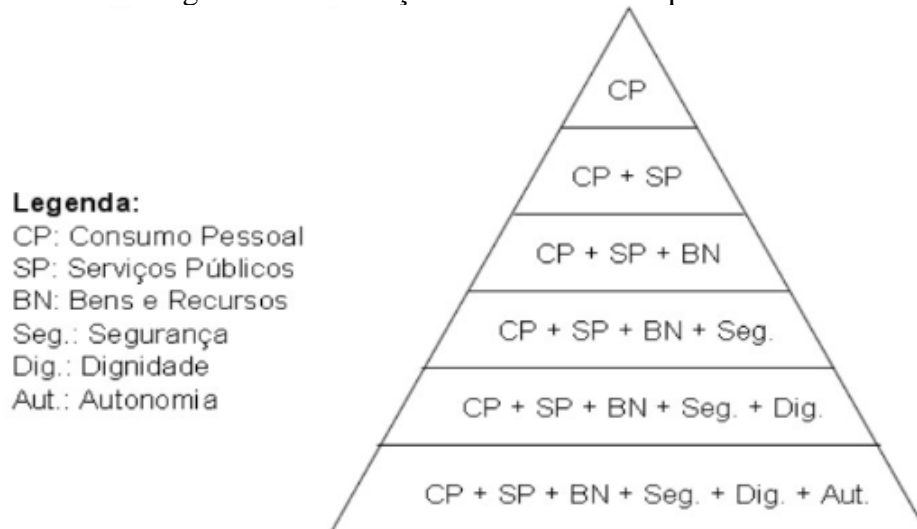 CP
CP + SP
CP + SP + BN
CP + SP + BN + Seg.
CP + SP + BN + Seg. + Dig.
CP + SP + BN + Seg. + Dig. + Aut.
Legenda:
CP: Consumo Pessoal
SP: Serviços Públicos
BN: Bens e Recursos
Seg.: Segurança
Dig.: Dignidade
Aut.: Autonomia